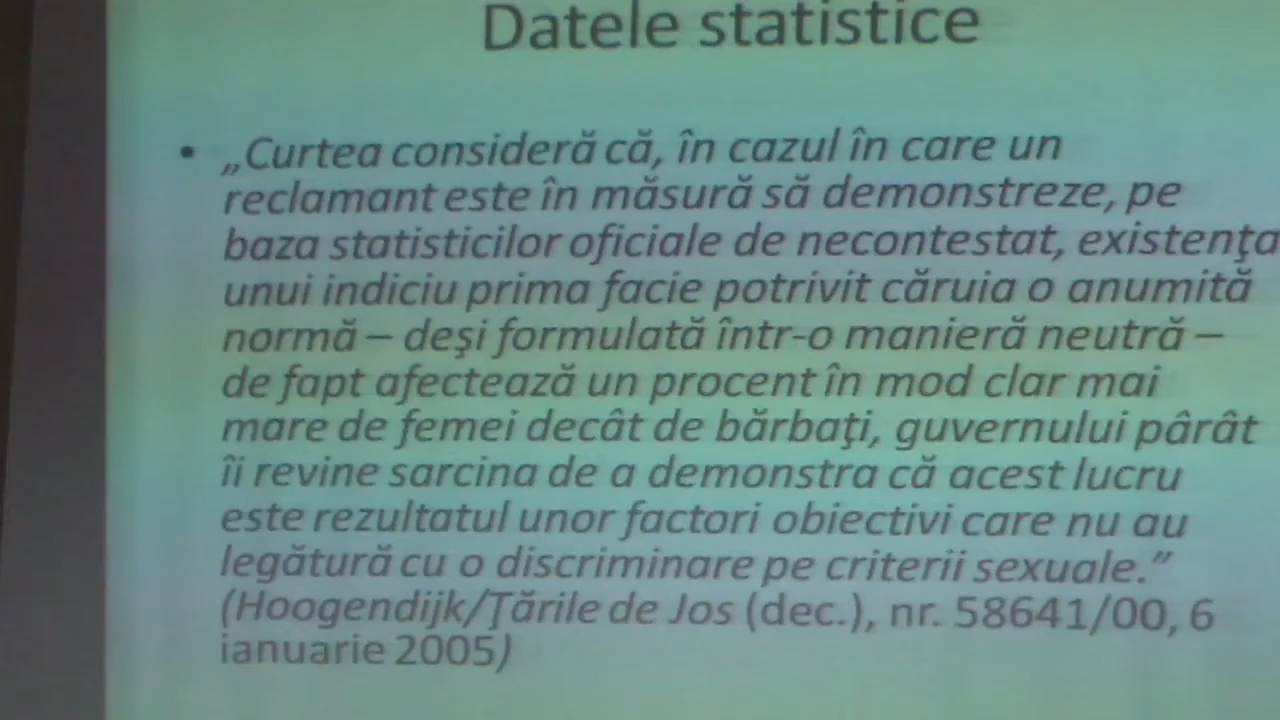 Datele statistice
• „Curtea consideră că, în cazul în care un
reclamant este în măsură să demonstreze, pe
baza statisticilor oficiale de necontestat, existenţa
unui indiciu prima facie potrivit căruia o anumită
normă – deşi formulată într-o manieră neutră –
de fapt afectează un procent în mod clar mai
mare de femei decât de bărbaţi, guvernului pârât
îi revine sarcina de a demonstra că acest lucru
este rezultatul unor factori obiectivi care nu au
legătură cu o discriminare pe criterii sexuale.”
(Hoogendijk/Ţările de Jos (dec.), nr. 58641/00, 6
ianuarie 2005)